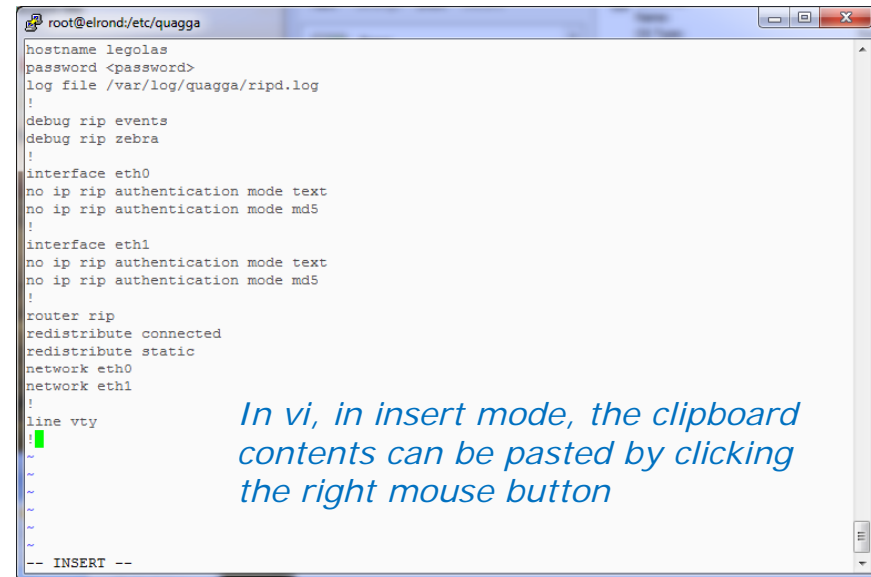 root@elrond:/etc/quagga
hostname legolas
password <password>
log file /var/log/quagga/ripd.log
!
debug rip events
debug rip zebra
!
interface eth0
no ip rip authentication mode text
no ip rip authentication mode md5
!
interface eth1
no ip rip authentication mode text
no ip rip authentication mode md5
!
router rip
redistribute connected
redistribute static
network eth0
network eth1
!
line vty
!
~
~
~
~
~
~
-- INSERT --
In vi, in insert mode, the clipboard
contents can be pasted by clicking
the right mouse button